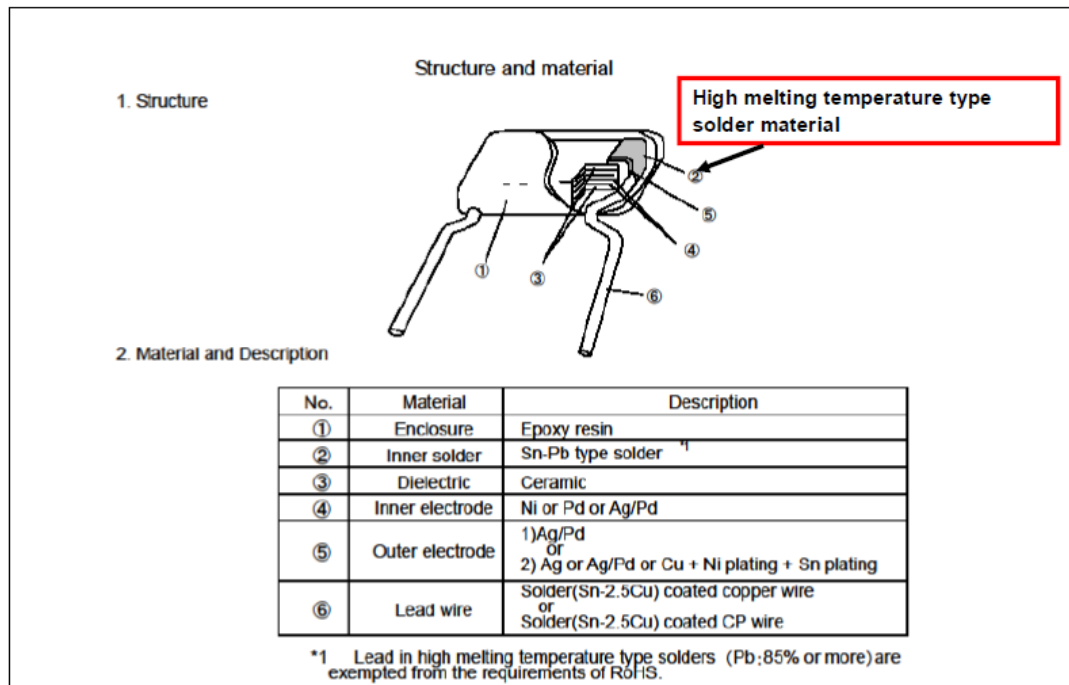 Structure and material
1. Structure
High melting temperature type
solder material
②
⑤
④
①
③
⑥
2. Material and Description
No. Material Description
① Enclosure Epoxy resin
② Inner solder Sn-Pb type solder *1
③ Dielectric Ceramic
④ Inner electrode Ni or Pd or Ag/Pd
⑤ Outer electrode 1)Ag/Pd
or
2) Ag or Ag/Pd or Cu + Ni plating + Sn plating
⑥ Lead wire Solder(Sn-2.5Cu) coated copper wire
or
Solder(Sn-2.5Cu) coated CP wire
*1 Lead in high melting temperature type solders (Pb:85% or more) are
exempted from the requirements of RoHS.